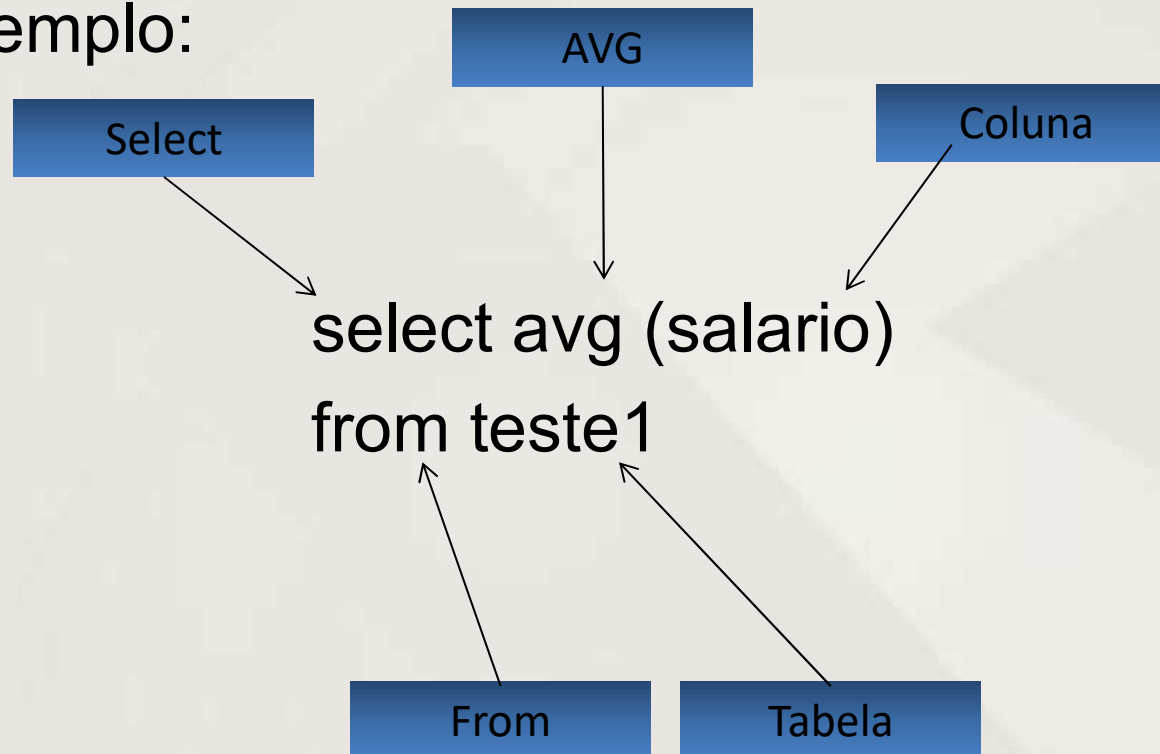 emplo:
AVG
Select
Coluna
select avg (salario)
from teste1
From
Tabela